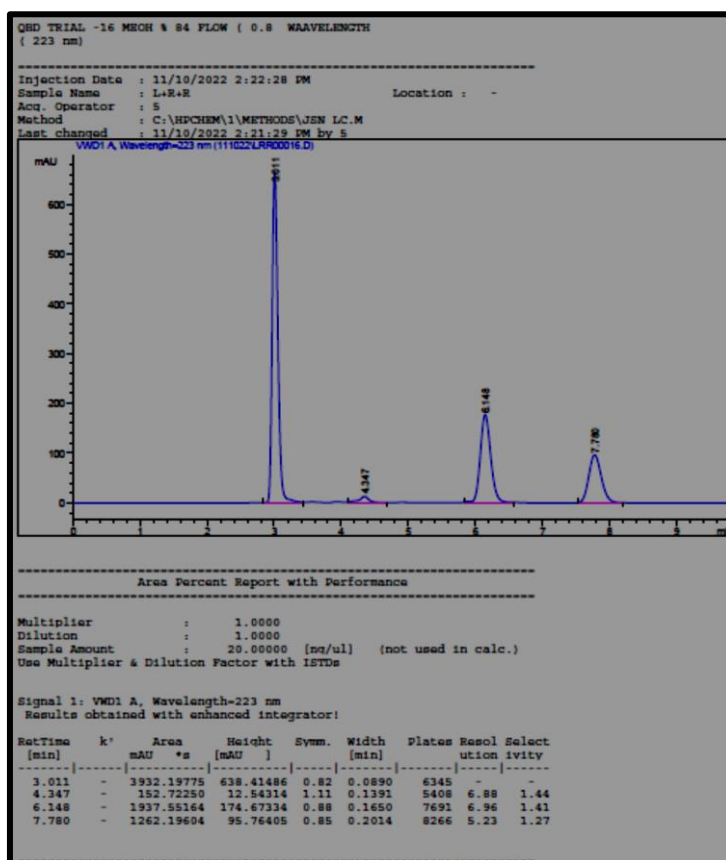 QBD TRIAL -16 MEOH % 84 FLOW ( 0.8 WAAVELENGTH
( 223 nm)
Injection Date : 11/10/2022 2:22:28 PM
Sample Name : L+R+R Location : -
Acq. Operator : S
Method : C:\HPCHEM\1\METHODS\JSN LC.M
Last changed : 11/10/2022 2:21:29 PM by S
VWD1 A, Wavelength=223 nm (111022\LRR00016.D)
mAU
600
500
400
300
200
100
0
3.011
4.347
6.148
7.780
0 1 2 3 4 5 6 7 8 9 m
Area Percent Report with Performance
Multiplier : 1.0000
Dilution : 1.0000
Sample Amount : 20.00000 [ng/ul] (not used in calc.)
Use Multiplier & Dilution Factor with ISTDs
Signal 1: VWD1 A, Wavelength=223 nm
Results obtained with enhanced integrator!
RetTime k' Area Height Symm. Width Plates Resol Select
[min] mAU *s [mAU ] [min] ution ivity
3.011 - 3932.19775 638.41486 0.82 0.0890 6345 - -
4.347 - 152.72250 12.54314 1.11 0.1391 5408 6.88 1.44
6.148 - 1937.55164 174.67334 0.88 0.1650 7691 6.96 1.41
7.780 - 1262.19604 95.76405 0.85 0.2014 8266 5.23 1.27